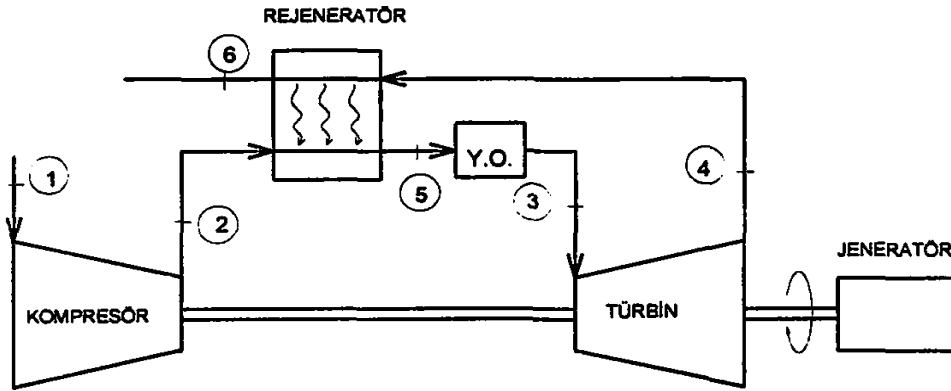 REJENERATÖR
6
Y.O.
1
2
5
3
4
KOMPRESÖR
TÜRBİN
JENERATÖR